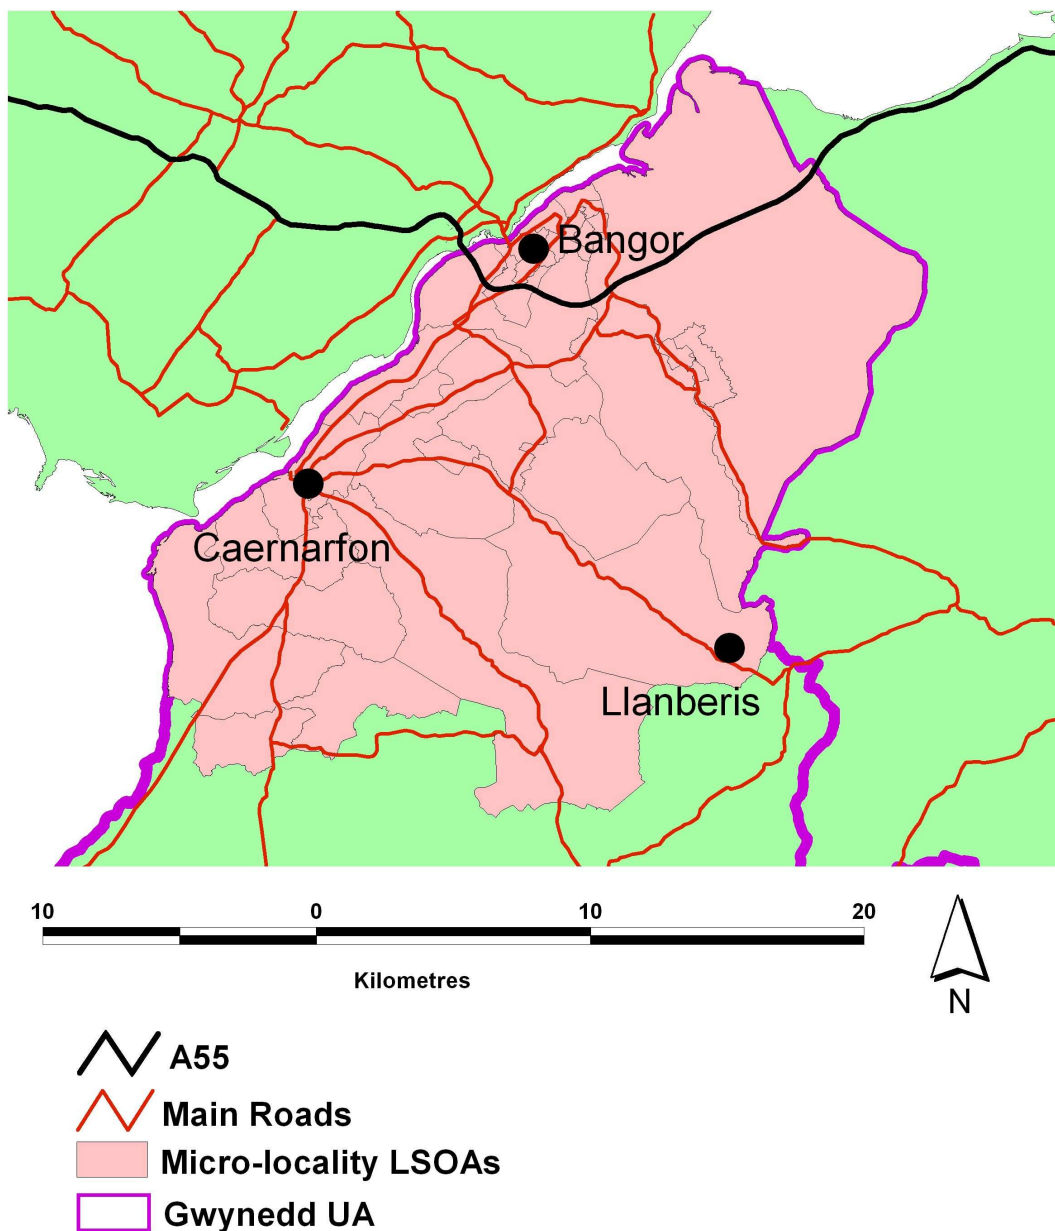 Bangor
Caernarfon
Llanberis
10 0 10 20
Kilometres
N
A55
Main Roads
Micro-locality LSOAs
Gwynedd UA